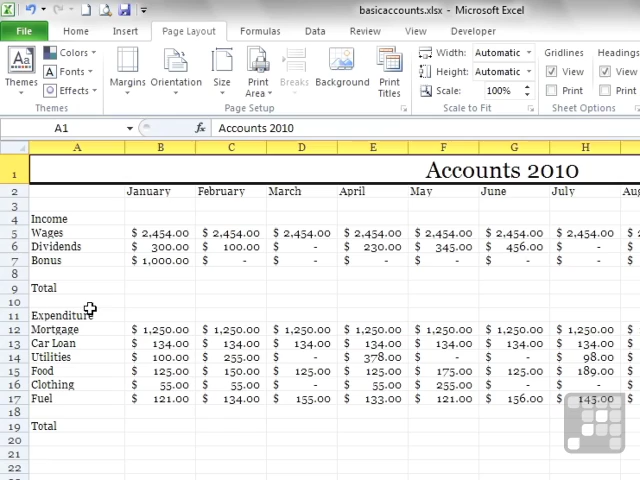 basicaccounts.xlsx - Microsoft Excel
File Home Insert Page Layout Formulas Data Review View Developer
Themes Colors Fonts Effects Margins Orientation Size Print Area Breaks Background Print Titles Width: Automatic Height: Automatic Scale: 100% Gridlines View Print Headings View Print
Themes Page Setup Scale to Fit Sheet Options
A1 fx Accounts 2010
A B C D E F G H
1 Accounts 2010
2 January February March April May June July Aug
3
4 Income
5 Wages $ 2,454.00 $ 2,454.00 $ 2,454.00 $ 2,454.00 $ 2,454.00 $ 2,454.00 $ 2,454.00 $
6 Dividends $ 300.00 $ 100.00 $ - $ 230.00 $ 345.00 $ 456.00 $ - $
7 Bonus $ 1,000.00 $ - $ - $ - $ - $ - $ - $
8
9 Total
10
11 Expenditure
12 Mortgage $ 1,250.00 $ 1,250.00 $ 1,250.00 $ 1,250.00 $ 1,250.00 $ 1,250.00 $ 1,250.00 $
13 Car Loan $ 134.00 $ 134.00 $ 134.00 $ 134.00 $ 134.00 $ 134.00 $ 134.00 $
14 Utilities $ 100.00 $ 255.00 $ - $ 378.00 $ - $ - $ 98.00 $
15 Food $ 125.00 $ 150.00 $ 125.00 $ 125.00 $ 175.00 $ 125.00 $ 189.00 $
16 Clothing $ 55.00 $ 55.00 $ - $ 55.00 $ 255.00 $ - $ - $
17 Fuel $ 121.00 $ 134.00 $ 155.00 $ 133.00 $ 121.00 $ 156.00 $ 145.00 $
18
19 Total
20
21
22
23